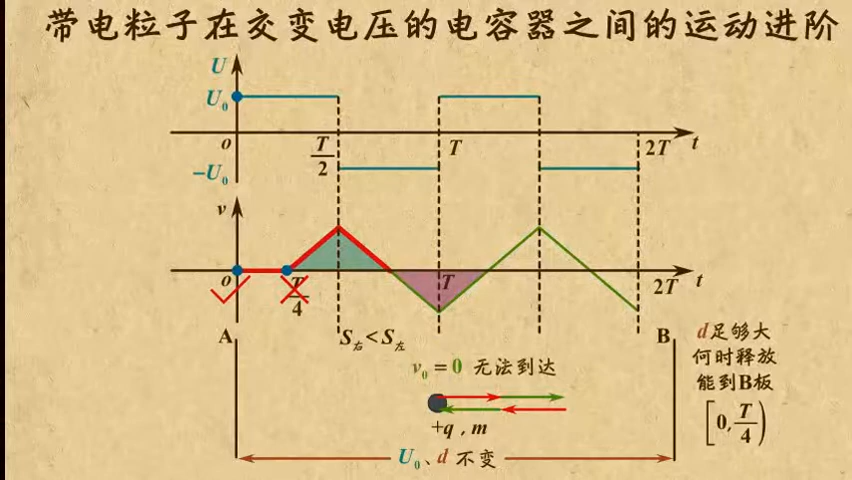 带电粒子在交变电压的电容器之间的运动进阶
U
U₀
o
T/2
T
2T
t
-U₀
v
o
T/4
T
2T
t
A
S右<S左
B
d足够大
何时释放
能到B板
[0, T/4)
v₀ = 0 无法到达
+q , m
U₀、d 不变